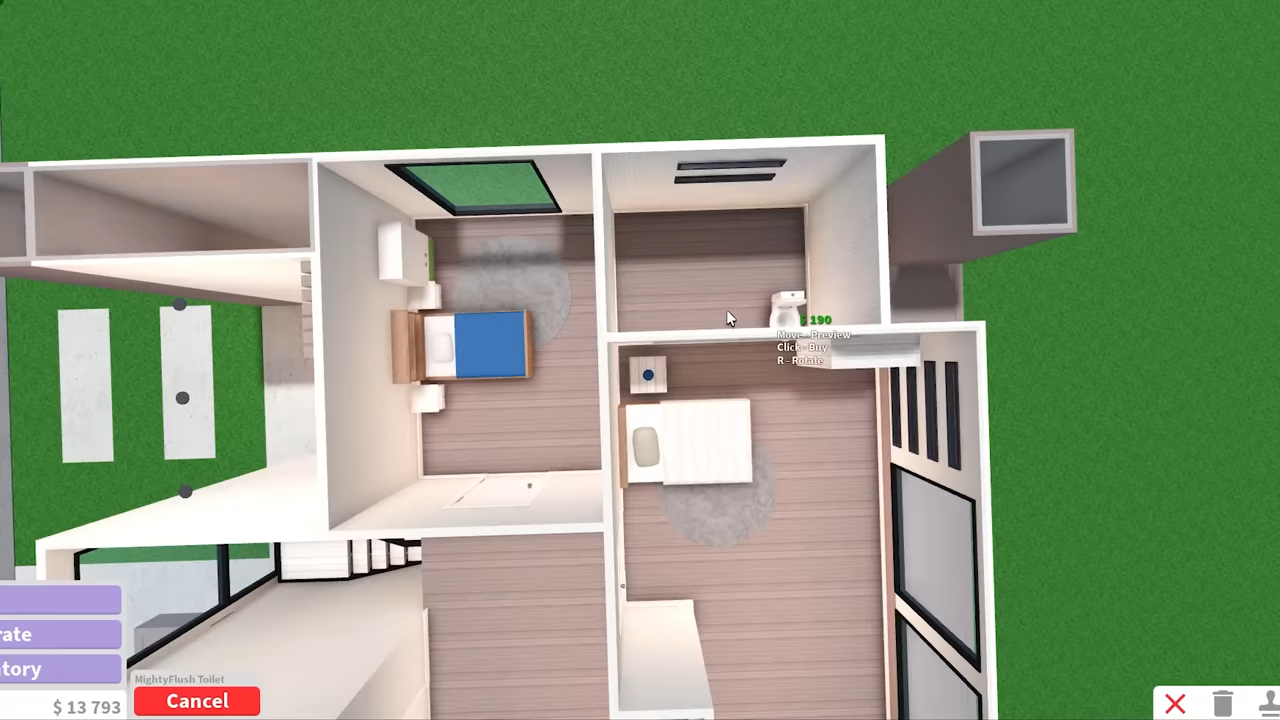 $ 190
Move - Preview
Click - Buy
R - Rotate
rate
tory
$ 13 793
MightyFlush Toilet
Cancel